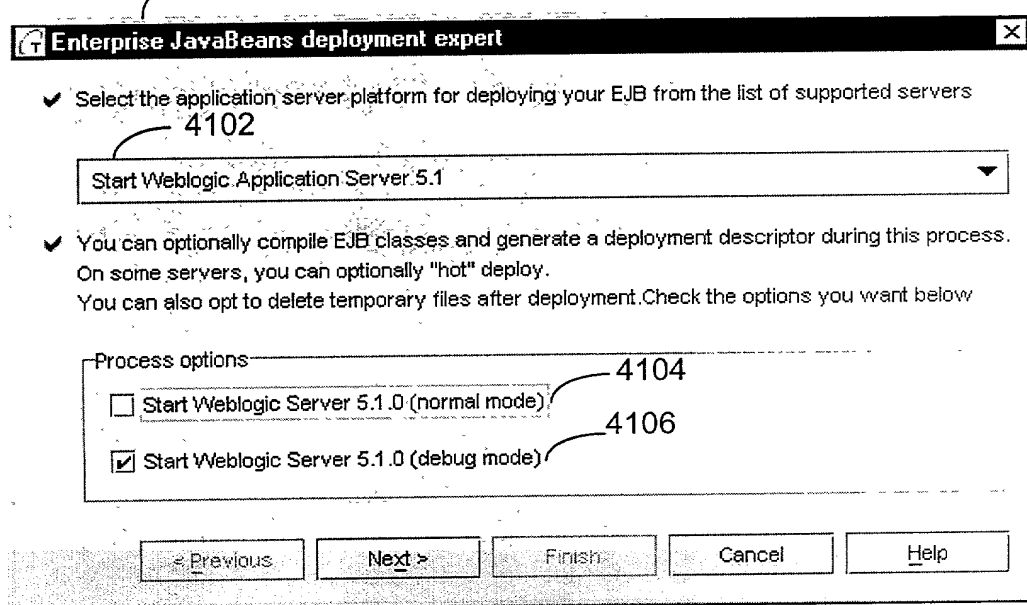 Enterprise JavaBeans deployment expert
Select the application server platform for deploying your EJB from the list of supported servers
4102
Start Weblogic Application Server 5.1
You can optionally compile EJB classes and generate a deployment descriptor during this process.
On some servers, you can optionally "hot" deploy.
You can also opt to delete temporary files after deployment.Check the options you want below
Process options
4104
Start Weblogic Server 5.1.0 (normal mode)
4106
Start Weblogic Server 5.1.0 (debug mode)
< Previous Next > Finish Cancel Help